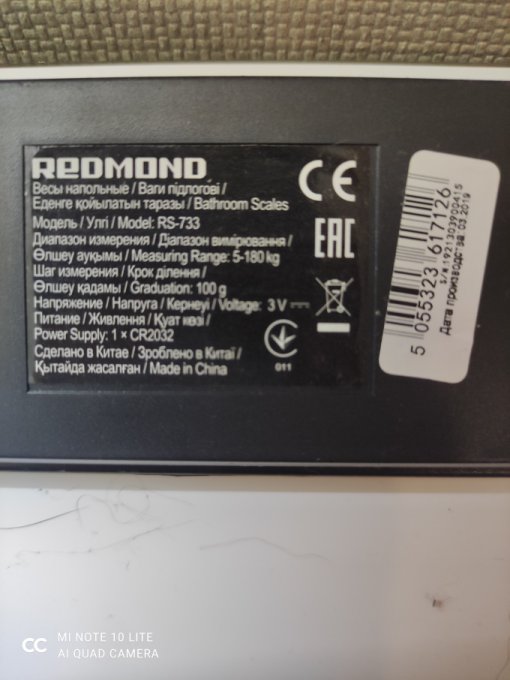 REDMOND
Весы напольные / Ваги підлогові /
Еденге қойылатын таразы / Bathroom Scales
Модель / Улгі / Model: RS-733
Диапазон измерения / Діапазон вимірювання /
Өлшеу ауқымы / Measuring Range: 5-180 kg
Шаг измерения / Крок ділення /
Өлшеу қадамы / Graduation: 100 g
Напряжение / Напруга / Кернеуі / Voltage: 3 V
Питание / Живлення / Қуат көзі /
Power Supply: 1 × CR2032
Сделано в Китае / Зроблено в Китаї /
Қытайда жасалған / Made in China
CE
EAC
011
5 055323 617126
S/N 1921303900415
Дата производства 03.2019
MI NOTE 10 LITE
AI QUAD CAMERA